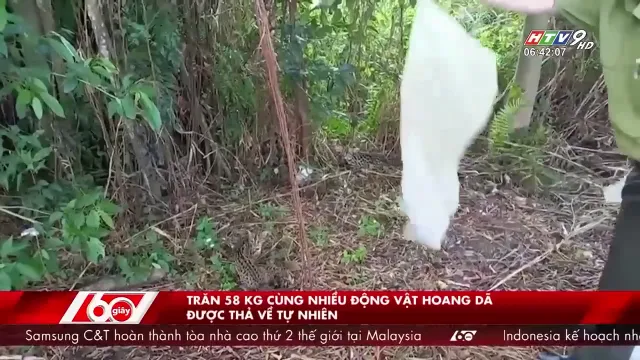 HTV9 HD
06:42:07
60 giây
TRĂN 58 KG CÙNG NHIỀU ĐỘNG VẬT HOANG DÃ
ĐƯỢC THẢ VỀ TỰ NHIÊN
Samsung C&T hoàn thành tòa nhà cao thứ 2 thế giới tại Malaysia 60 Indonesia kế hoạch n